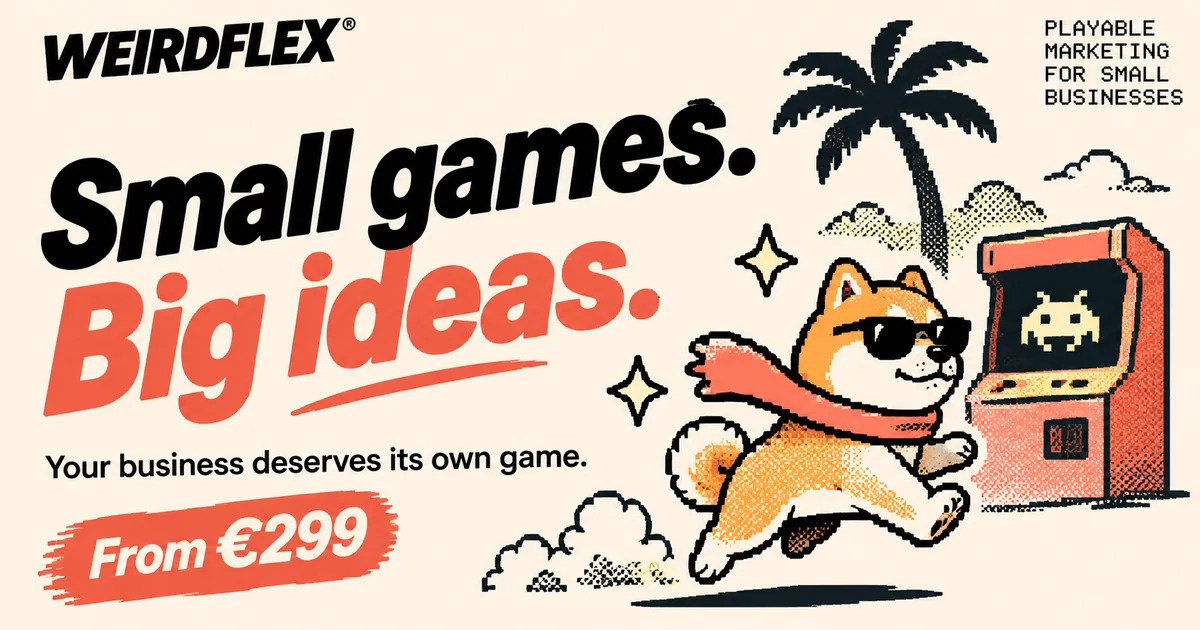 WEIRDFLEX®
PLAYABLE
MARKETING
FOR SMALL
BUSINESSES
Small games.
Big ideas.
Your business deserves its own game.
From €299